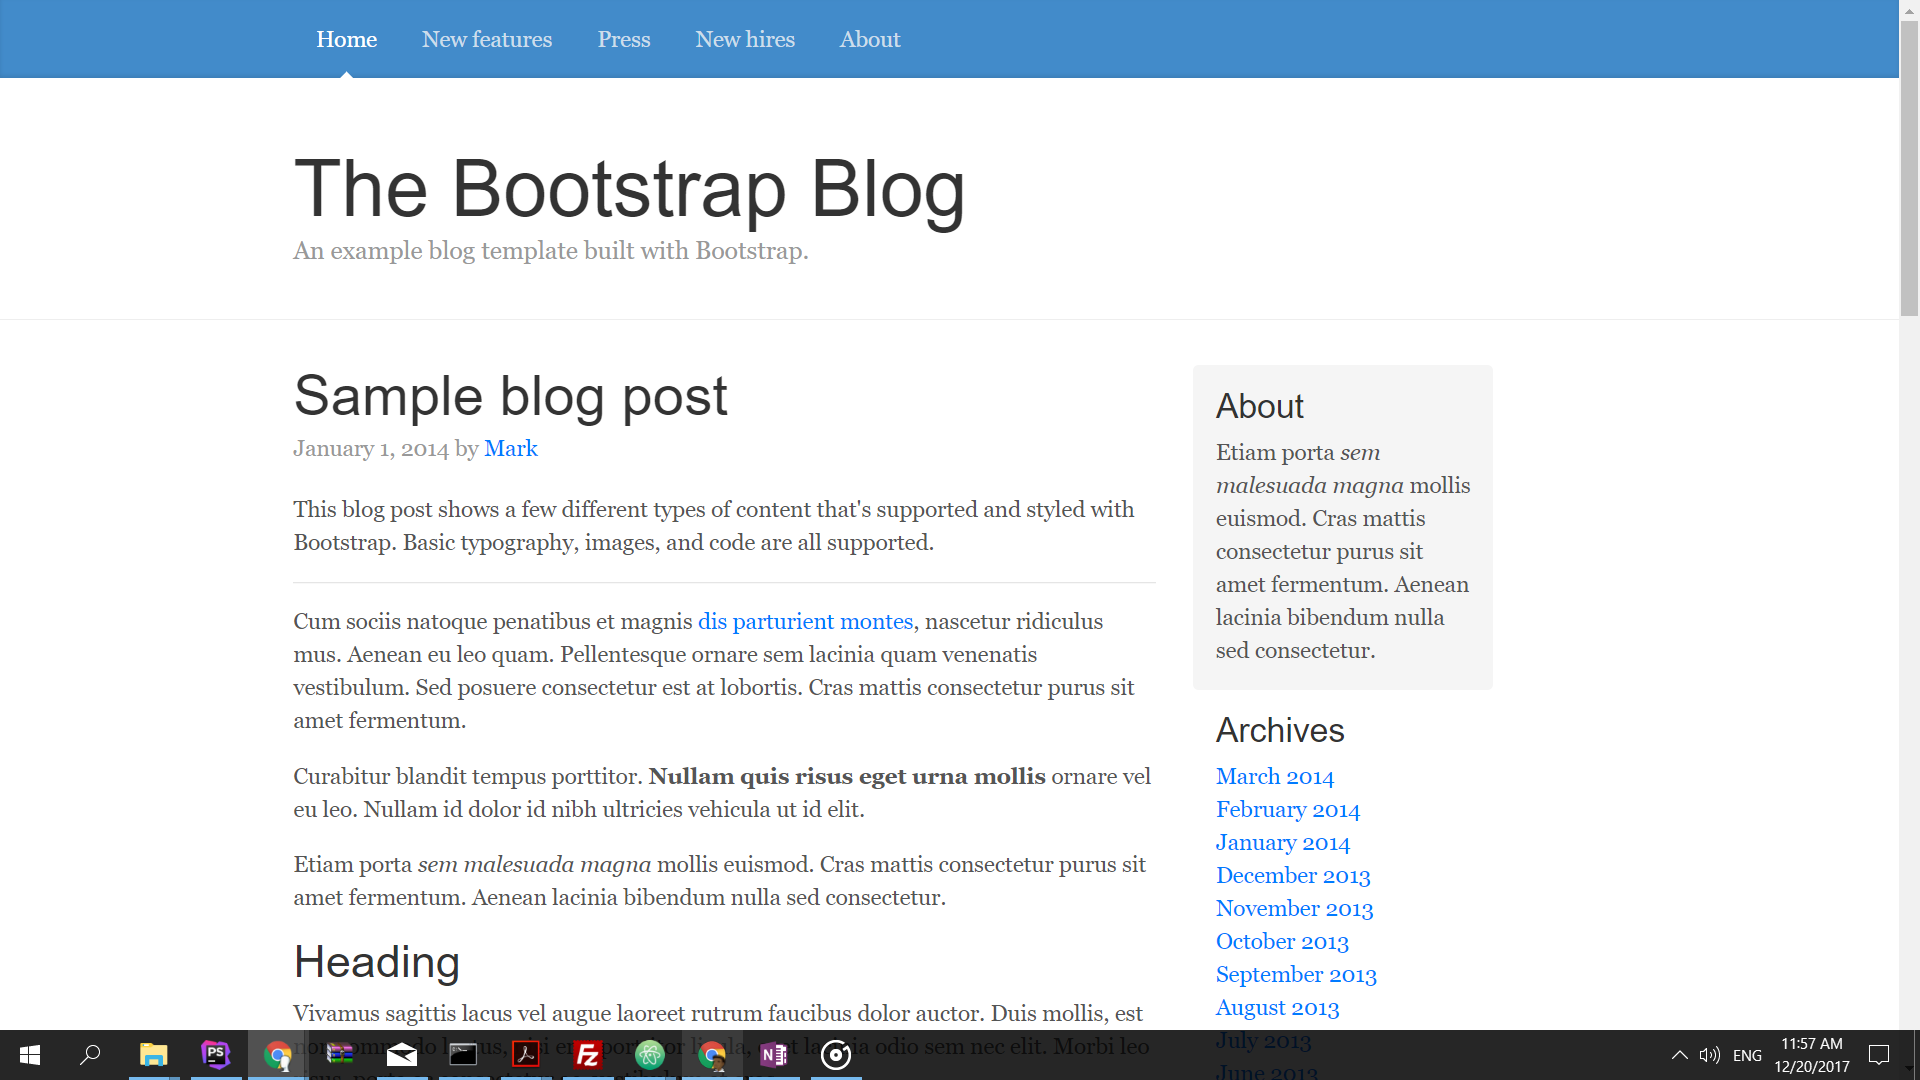 Home New features Press New hires About
The Bootstrap Blog
An example blog template built with Bootstrap.
Sample blog post
January 1, 2014 by Mark
This blog post shows a few different types of content that's supported and styled with
Bootstrap. Basic typography, images, and code are all supported.
Cum sociis natoque penatibus et magnis dis parturient montes, nascetur ridiculus
mus. Aenean eu leo quam. Pellentesque ornare sem lacinia quam venenatis
vestibulum. Sed posuere consectetur est at lobortis. Cras mattis consectetur purus sit
amet fermentum.
Curabitur blandit tempus porttitor. Nullam quis risus eget urna mollis ornare vel
eu leo. Nullam id dolor id nibh ultricies vehicula ut id elit.
Etiam porta sem malesuada magna mollis euismod. Cras mattis consectetur purus sit
amet fermentum. Aenean lacinia bibendum nulla sed consectetur.
Heading
Vivamus sagittis lacus vel augue laoreet rutrum faucibus dolor auctor. Duis mollis, est
odio sem nec elit. Morbi leo
About
Etiam porta sem
malesuada magna mollis
euismod. Cras mattis
consectetur purus sit
amet fermentum. Aenean
lacinia bibendum nulla
sed consectetur.
Archives
March 2014
February 2014
January 2014
December 2013
November 2013
October 2013
September 2013
August 2013
July 2013
June 2013
PS
Fz
N
ENG
11:57 AM
12/20/2017